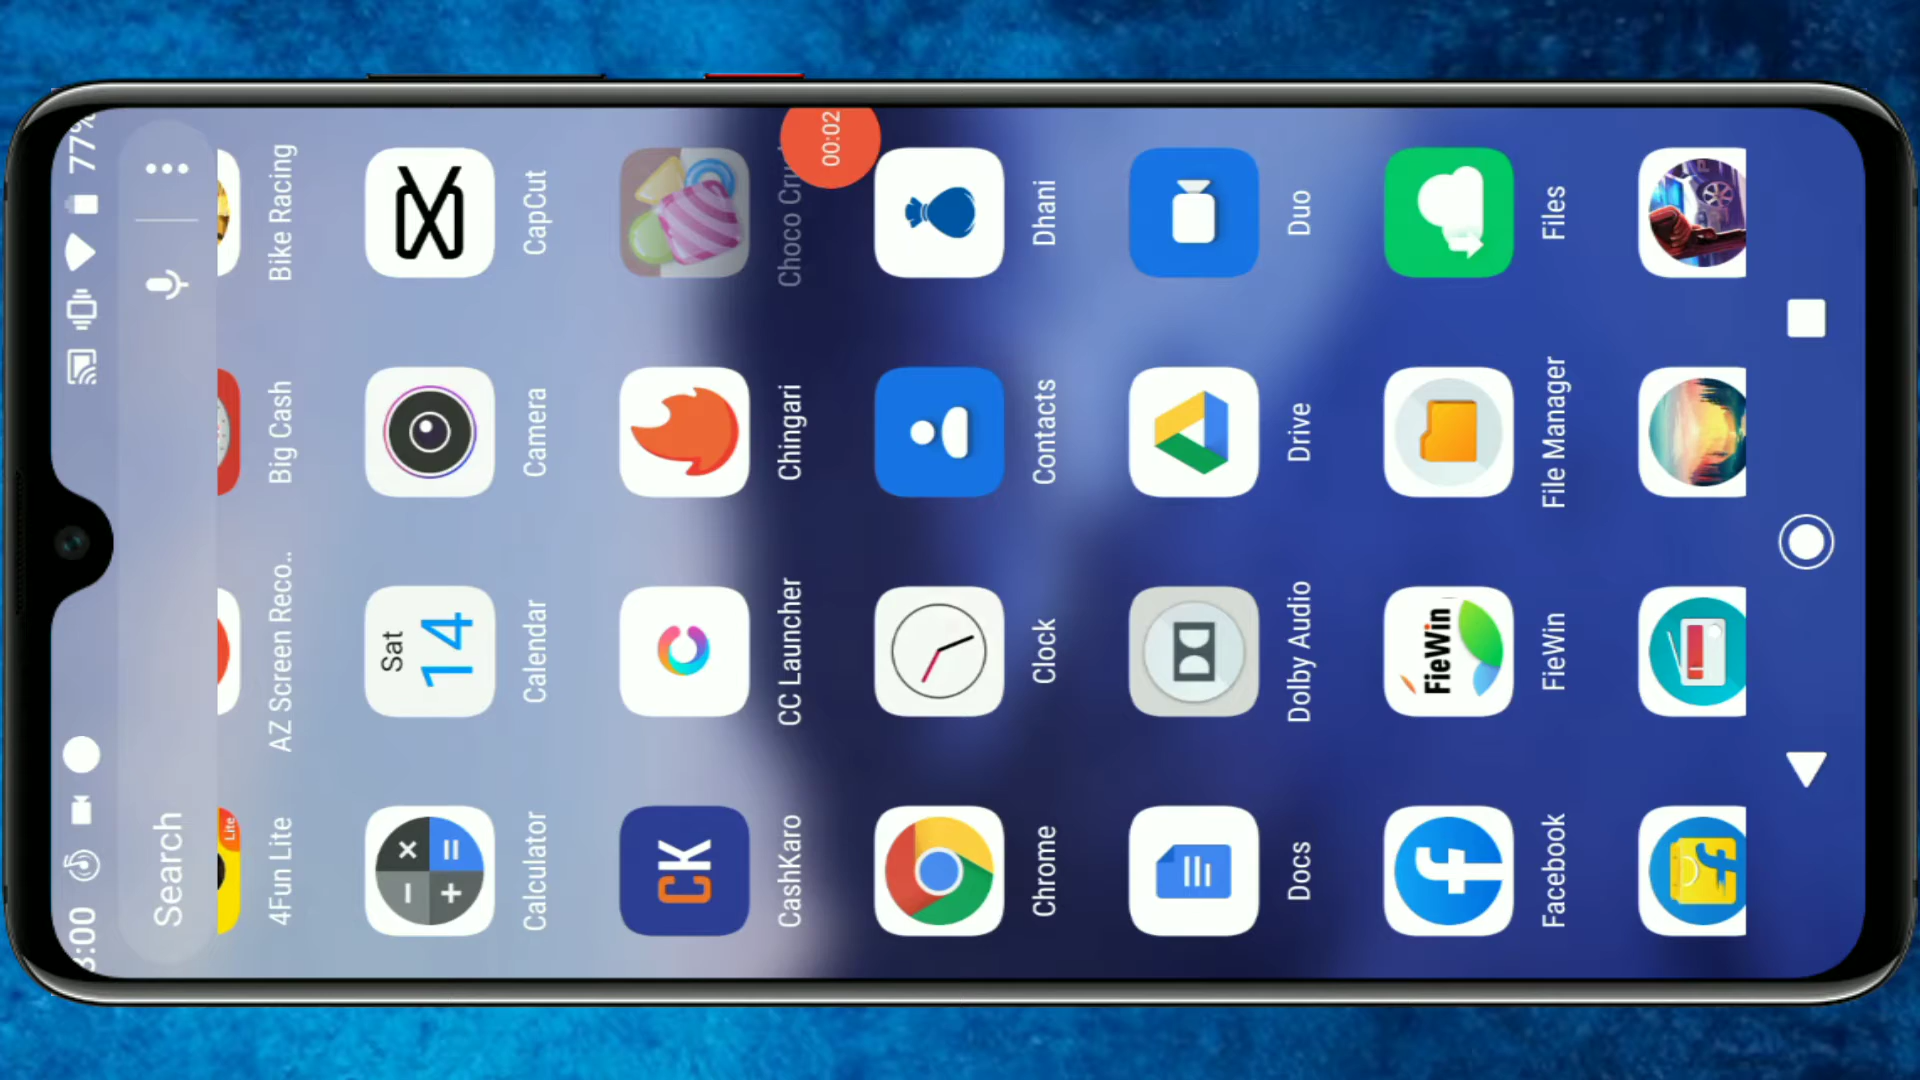 77%
Search
Lite
4Fun Lite AZ Screen Reco.. Big Cash Bike Racing
Sat
14
Calculator Calendar Camera CapCut
CK
CashKaro CC Launcher Chingari
00:02
Chrome Clock Contacts Dhani
Docs Dolby Audio Drive Duo
FieWin
Facebook FieWin File Manager Files